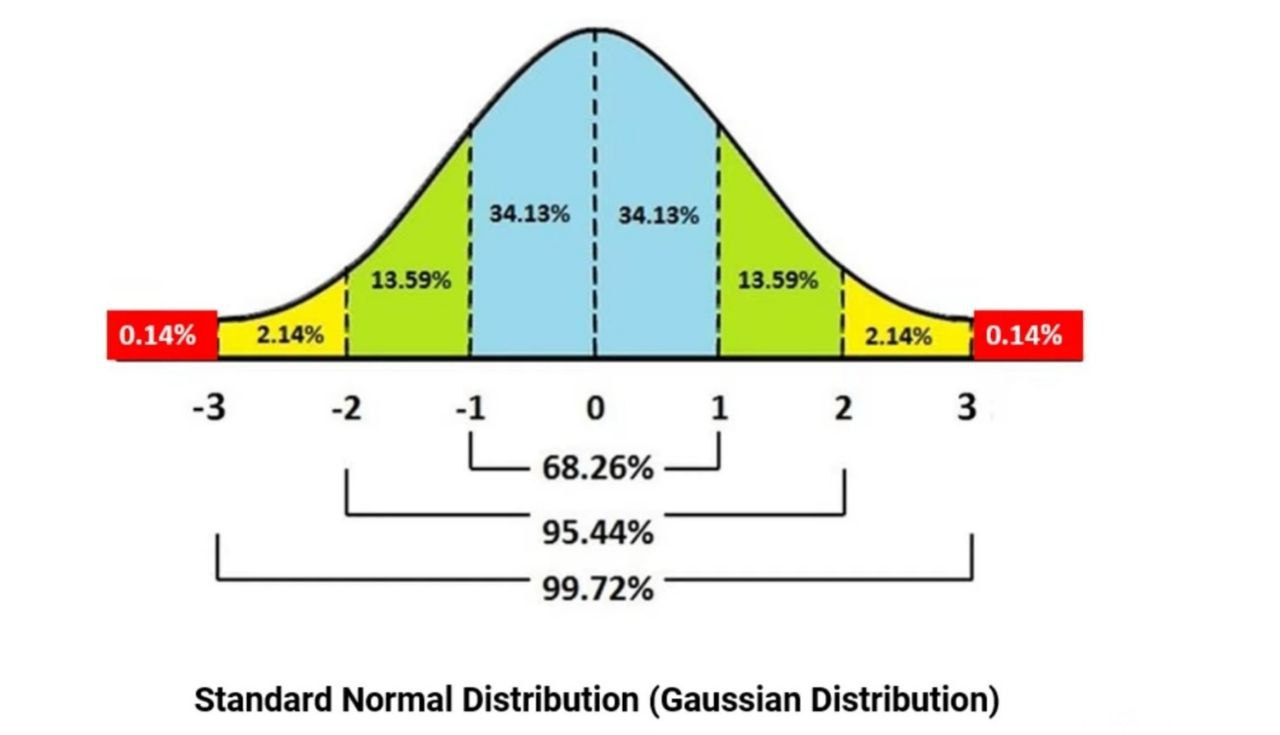 34.13% 34.13%
13.59% 13.59%
0.14% 2.14% 2.14% 0.14%
-3 -2 -1 0 1 2 3
68.26%
95.44%
99.72%
Standard Normal Distribution (Gaussian Distribution)